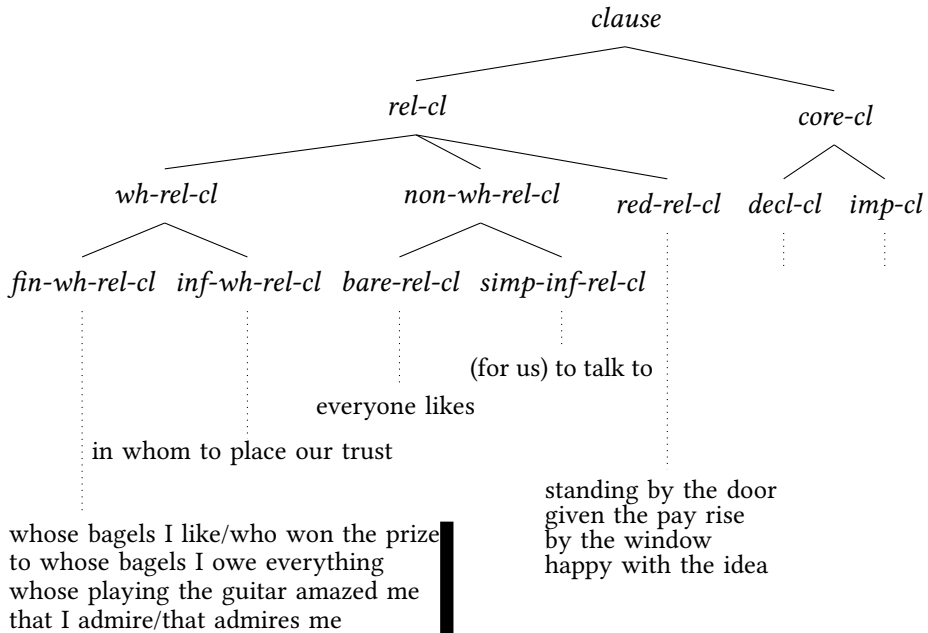 clause
rel-cl
core-cl
wh-rel-cl
non-wh-rel-cl
red-rel-cl
decl-cl
imp-cl
fin-wh-rel-cl
inf-wh-rel-cl
bare-rel-cl
simp-inf-rel-cl
(for us) to talk to
everyone likes
in whom to place our trust
standing by the door
given the pay rise
by the window
happy with the idea
whose bagels I like/who won the prize
to whose bagels I owe everything
whose playing the guitar amazed me
that I admire/that admires me